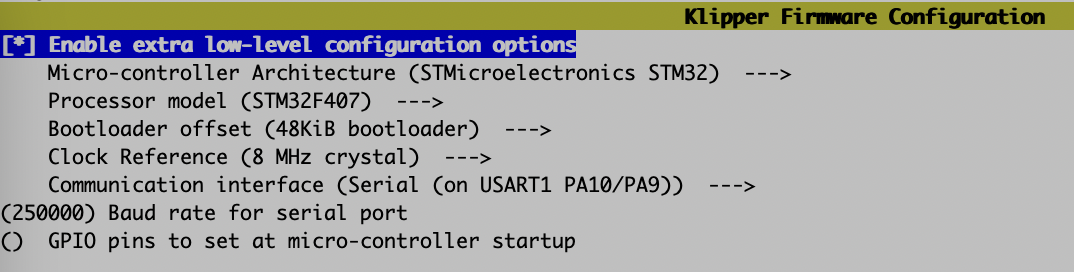 Klipper Firmware Configuration
[*] Enable extra low-level configuration options
Micro-controller Architecture (STMicroelectronics STM32) --->
Processor model (STM32F407) --->
Bootloader offset (48KiB bootloader) --->
Clock Reference (8 MHz crystal) --->
Communication interface (Serial (on USART1 PA10/PA9)) --->
(250000) Baud rate for serial port
() GPIO pins to set at micro-controller startup